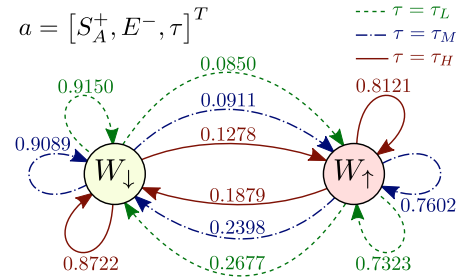 a = [S_A^+, E^-, τ]^T
τ = τ_L
τ = τ_M
τ = τ_H
0.9150
0.0850
0.8121
0.0911
0.9089
0.1278
W↓
W↑
0.1879
0.7602
0.2398
0.8722
0.2677
0.7323